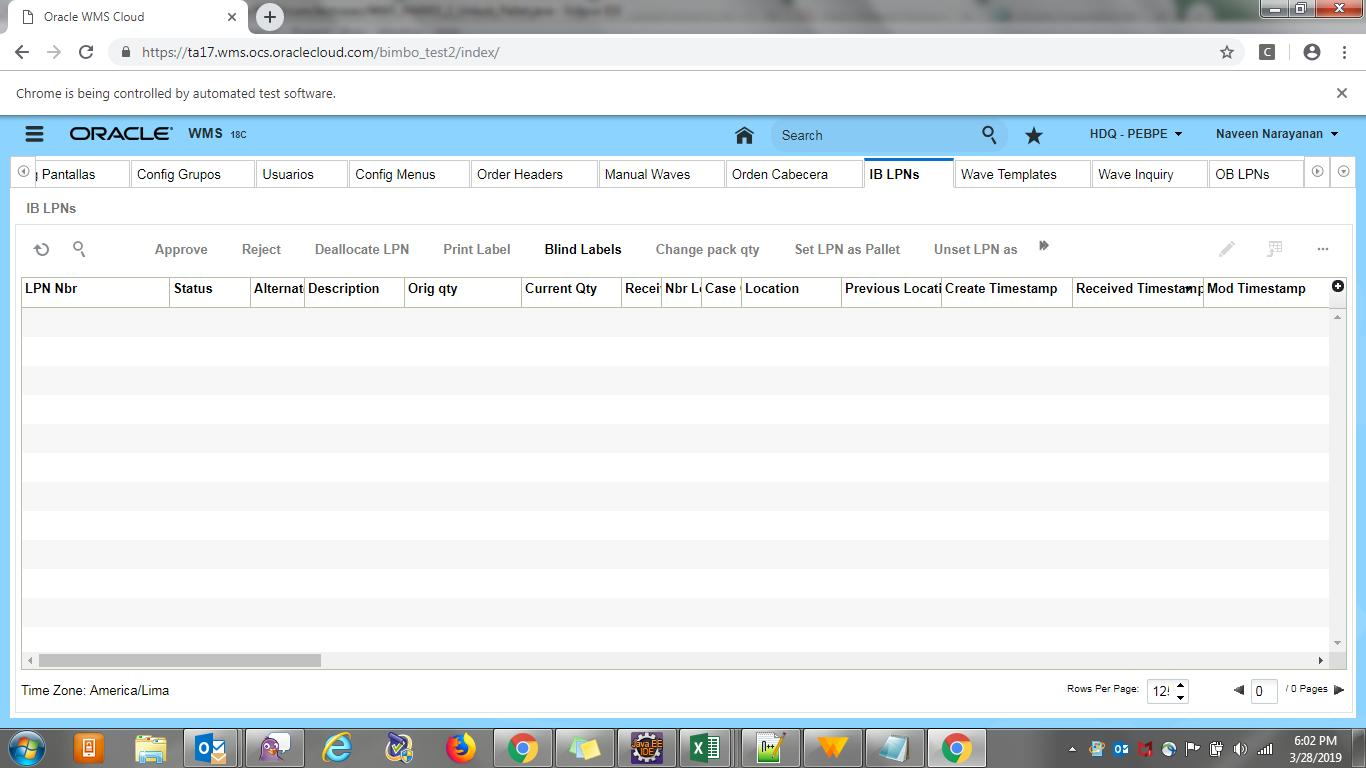 Oracle WMS Cloud
https://ta17.wms.ocs.oraclecloud.com/bimbo_test2/index/
C
Chrome is being controlled by automated test software.
ORACLE WMS 18C Search HDQ - PEBPE Naveen Narayanan
Pantallas Config Grupos Usuarios Config Menus Order Headers Manual Waves Orden Cabecera IB LPNs Wave Templates Wave Inquiry OB LPNs
IB LPNs
Approve Reject Deallocate LPN Print Label Blind Labels Change pack qty Set LPN as Pallet Unset LPN as
LPN Nbr Status Alternat Description Orig qty Current Qty Recei Nbr L Case Location Previous Locati Create Timestamp Received Timestamp Mod Timestamp
Time Zone: America/Lima Rows Per Page: 12 0 / 0 Pages
Java EE
IDE
6:02 PM
3/28/2019